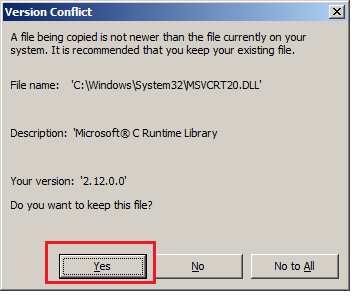 Version Conflict
A file being copied is not newer than the file currently on your
system. It is recommended that you keep your existing file.
File name: 'C:\Windows\System32\MSVCRT20.DLL'
Description: 'Microsoft® C Runtime Library
Your version: '2.12.0.0'
Do you want to keep this file?
Yes No No to All